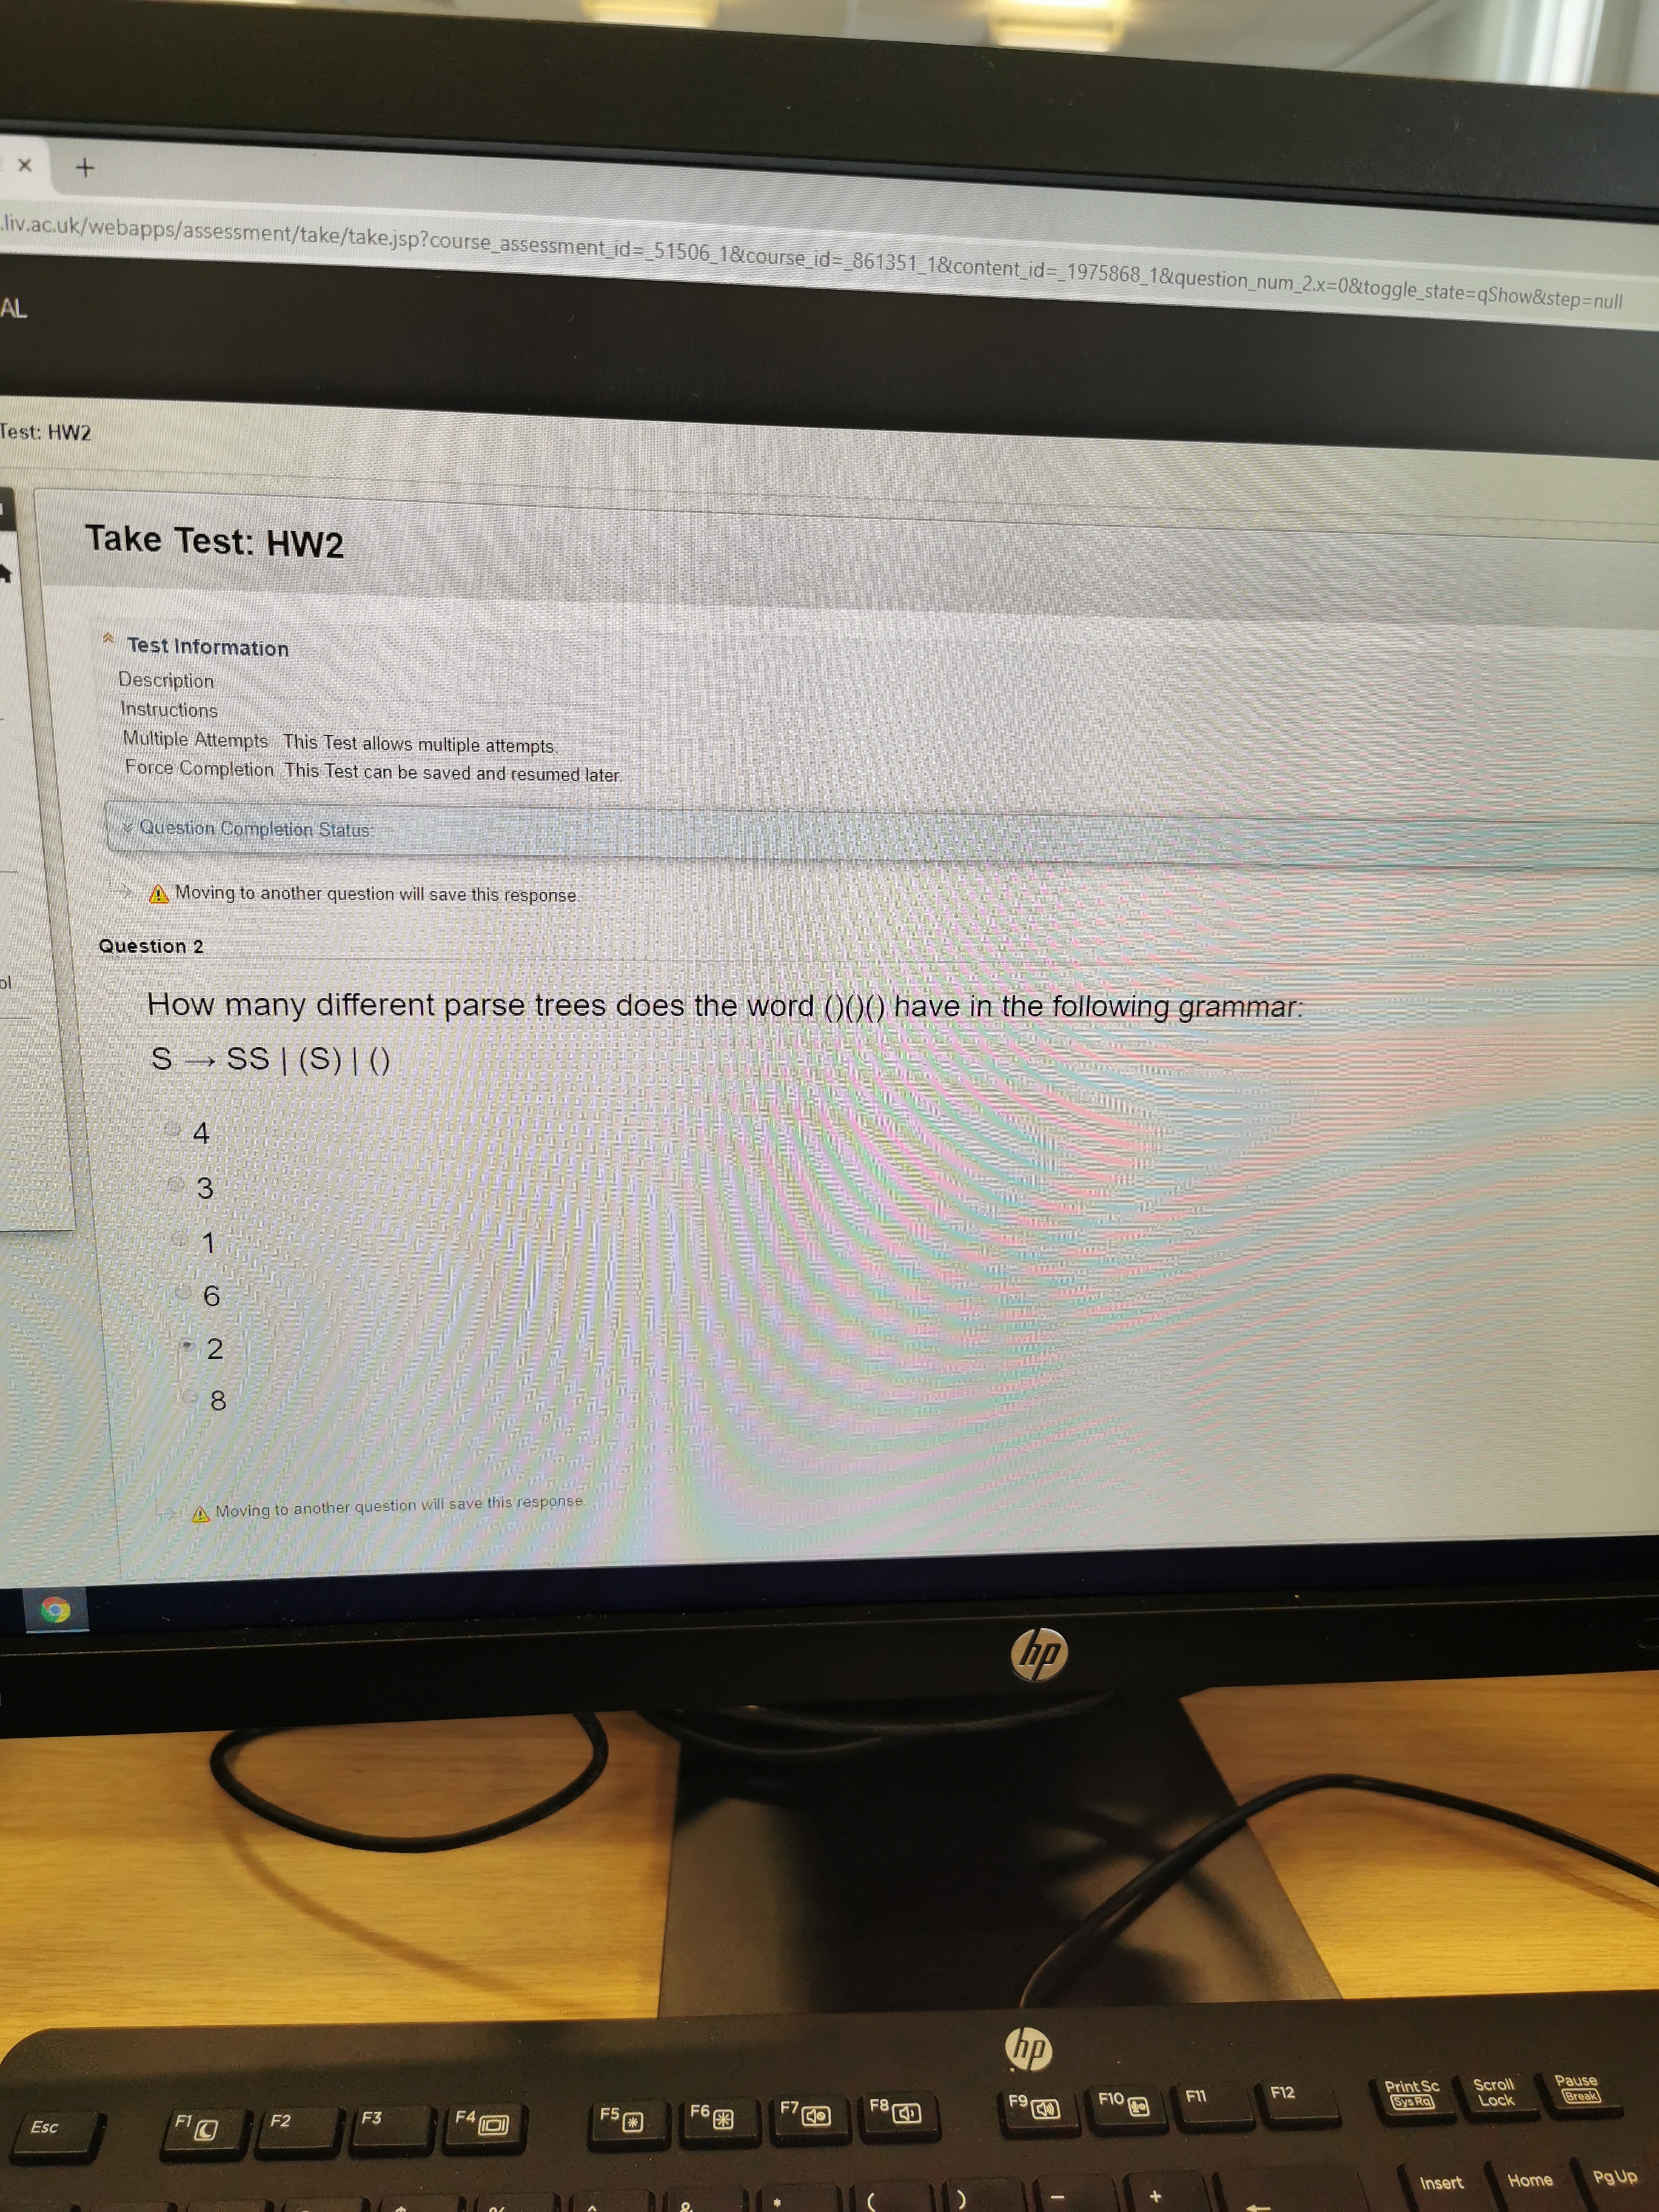 .liv.ac.uk/webapps/assessment/take/take.jsp?course_assessment_id=_51506_1&course_id=_861351_1&content_id=_1975868_1&question_num_2.x=0&toggle_state=qShow&step=null
AL
Test: HW2
Take Test: HW2
Test Information
Description
Instructions
Multiple Attempts This Test allows multiple attempts.
Force Completion This Test can be saved and resumed later.
Question Completion Status:
Moving to another question will save this response.
Question 2
ol
How many different parse trees does the word ()()() have in the following grammar:
S → SS | (S) | ()
4
3
1
6
2
8
Moving to another question will save this response.
hp
hp
Esc F1 F2 F3 F4 F5 F6 F7 F8 F9 F10 F11 F12 Print Sc SysRq Scroll Lock Pause Break
Insert Home PgUp